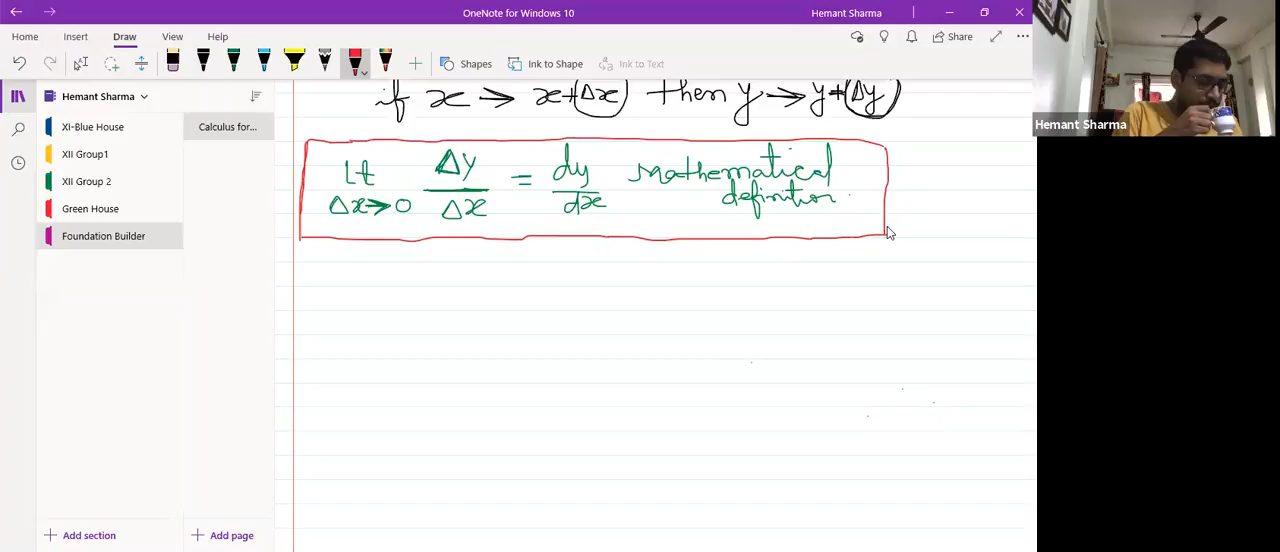 OneNote for Windows 10
Hemant Sharma
Home Insert Draw View Help
Share
Shapes Ink to Shape Ink to Text
Hemant Sharma
XI-Blue House
XII Group1
XII Group 2
Green House
Foundation Builder
Calculus for...
Add section
Add page
if x → x+Δx then y → y+Δy
Lt Δy = dy Mathematical
Δx→0 Δx dx definition
Hemant Sharma